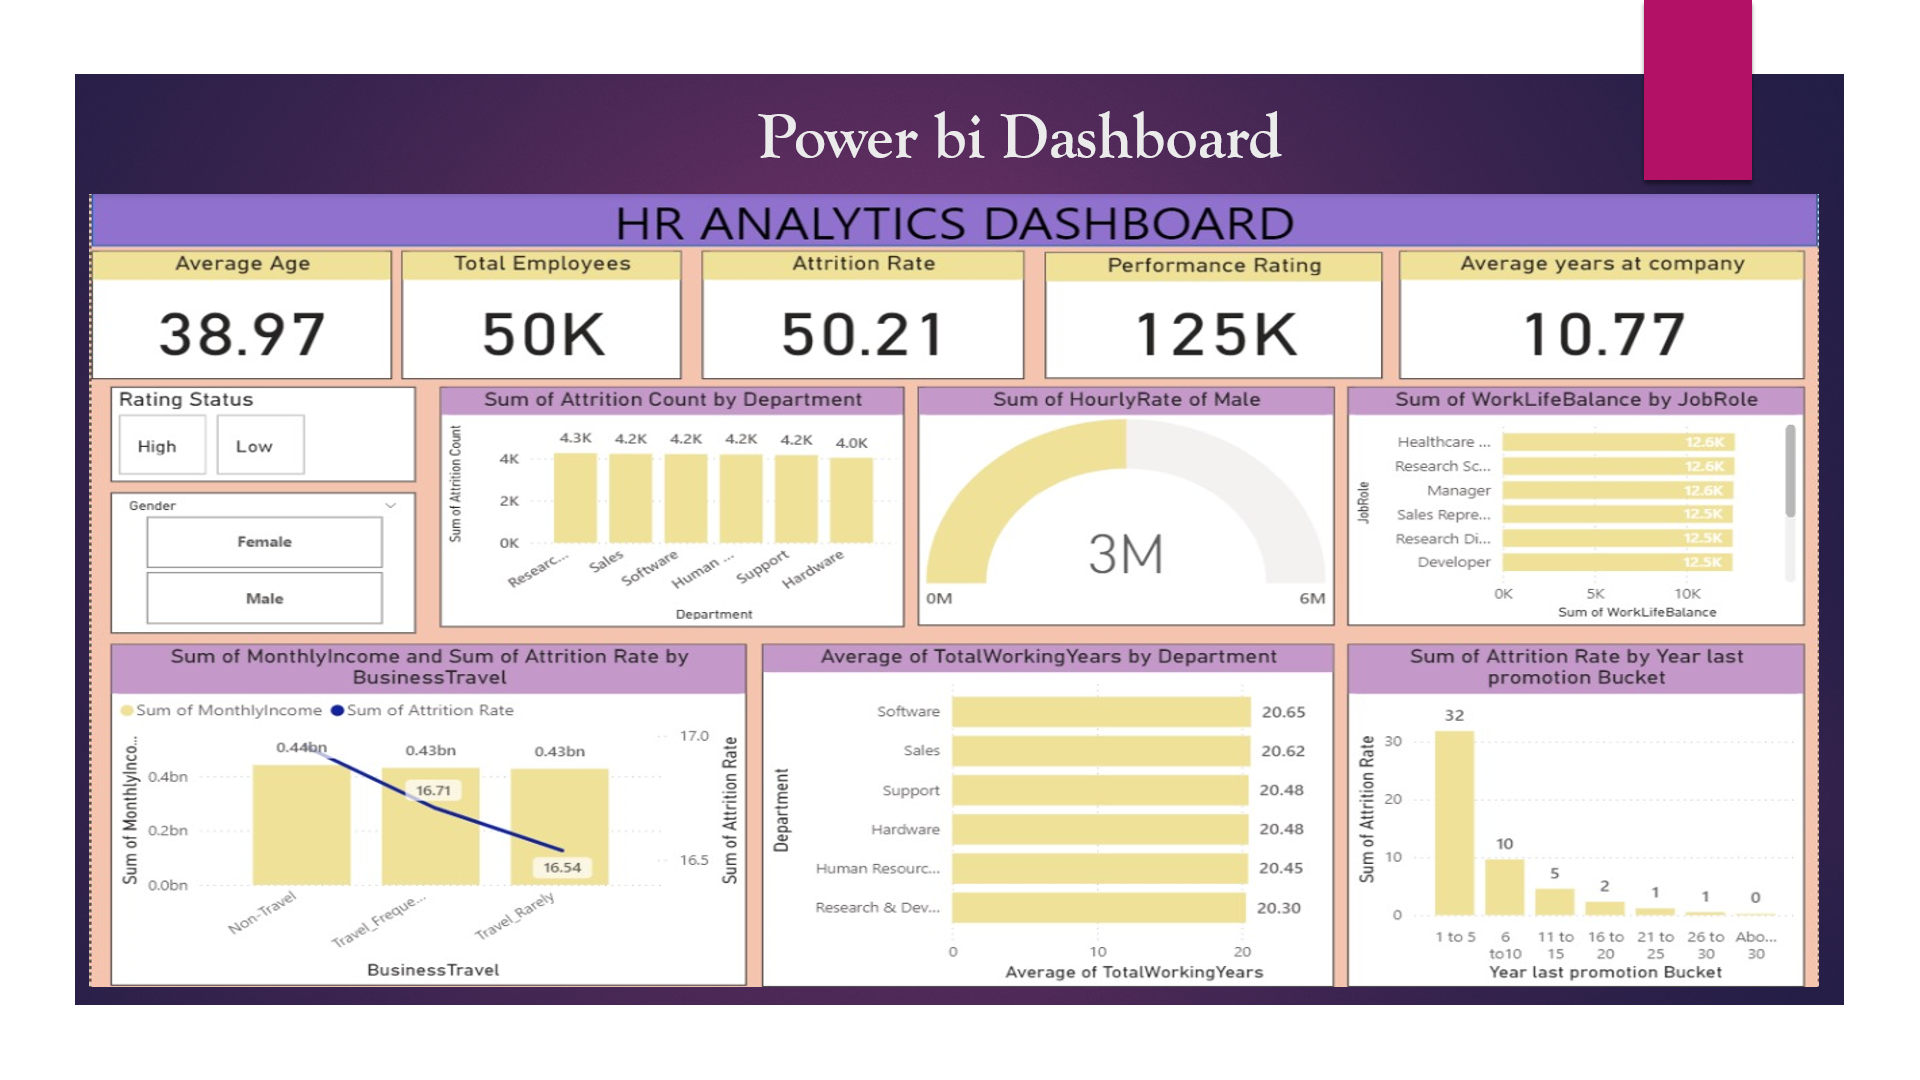 Power bi Dashboard
HR ANALYTICS DASHBOARD
Average Age
38.97
Total Employees
50K
Attrition Rate
50.21
Performance Rating
125K
Average years at company
10.77
Rating Status
High
Low
Gender
Female
Male
Sum of Attrition Count by Department
Sum of Attrition Count
4.3K 4.2K 4.2K 4.2K 4.2K 4.0K
4K
2K
0K
Researc... Sales Software Human ... Support Hardware
Department
Sum of HourlyRate of Male
3M
0M 6M
Sum of WorkLifeBalance by JobRole
JobRole
Healthcare ... 12.6K
Research Sc... 12.6K
Manager 12.6K
Sales Repre... 12.5K
Research Di... 12.5K
Developer 12.5K
0K 5K 10K
Sum of WorkLifeBalance
Sum of MonthlyIncome and Sum of Attrition Rate by
BusinessTravel
Sum of MonthlyIncome Sum of Attrition Rate
Sum of MonthlyInco...
0.44bn 0.43bn 0.43bn
0.4bn
0.2bn
0.0bn
16.71
16.54
17.0
16.5
Sum of Attrition Rate
Non-Travel Travel_Freque... Travel_Rarely
BusinessTravel
Average of TotalWorkingYears by Department
Department
Software 20.65
Sales 20.62
Support 20.48
Hardware 20.48
Human Resourc... 20.45
Research & Dev... 20.30
0 10 20
Average of TotalWorkingYears
Sum of Attrition Rate by Year last
promotion Bucket
Sum of Attrition Rate
30
20
10
0
32 10 5 2 1 1 0
1 to 5 6 11 to 16 to 21 to 26 to Abo...
to10 15 20 25 30 30
Year last promotion Bucket